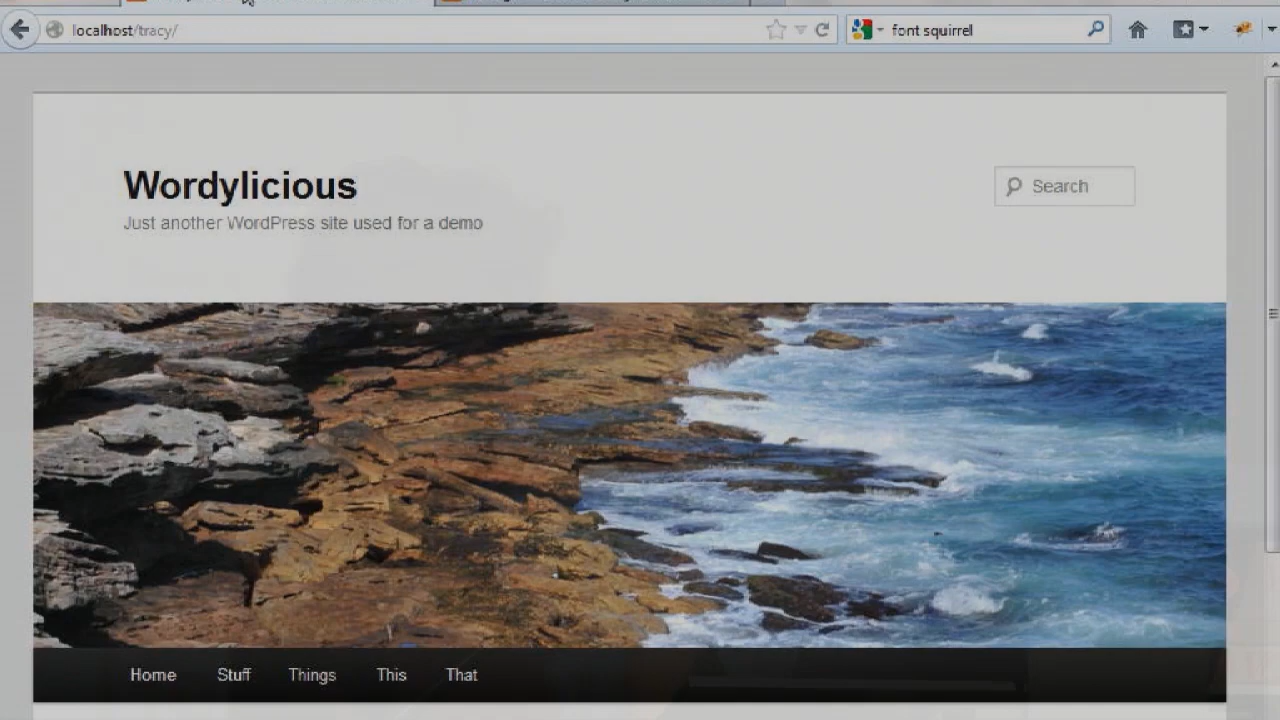 localhost/tracy/
font squirrel
Wordylicious
Search
Just another WordPress site used for a demo
Home Stuff Things This That